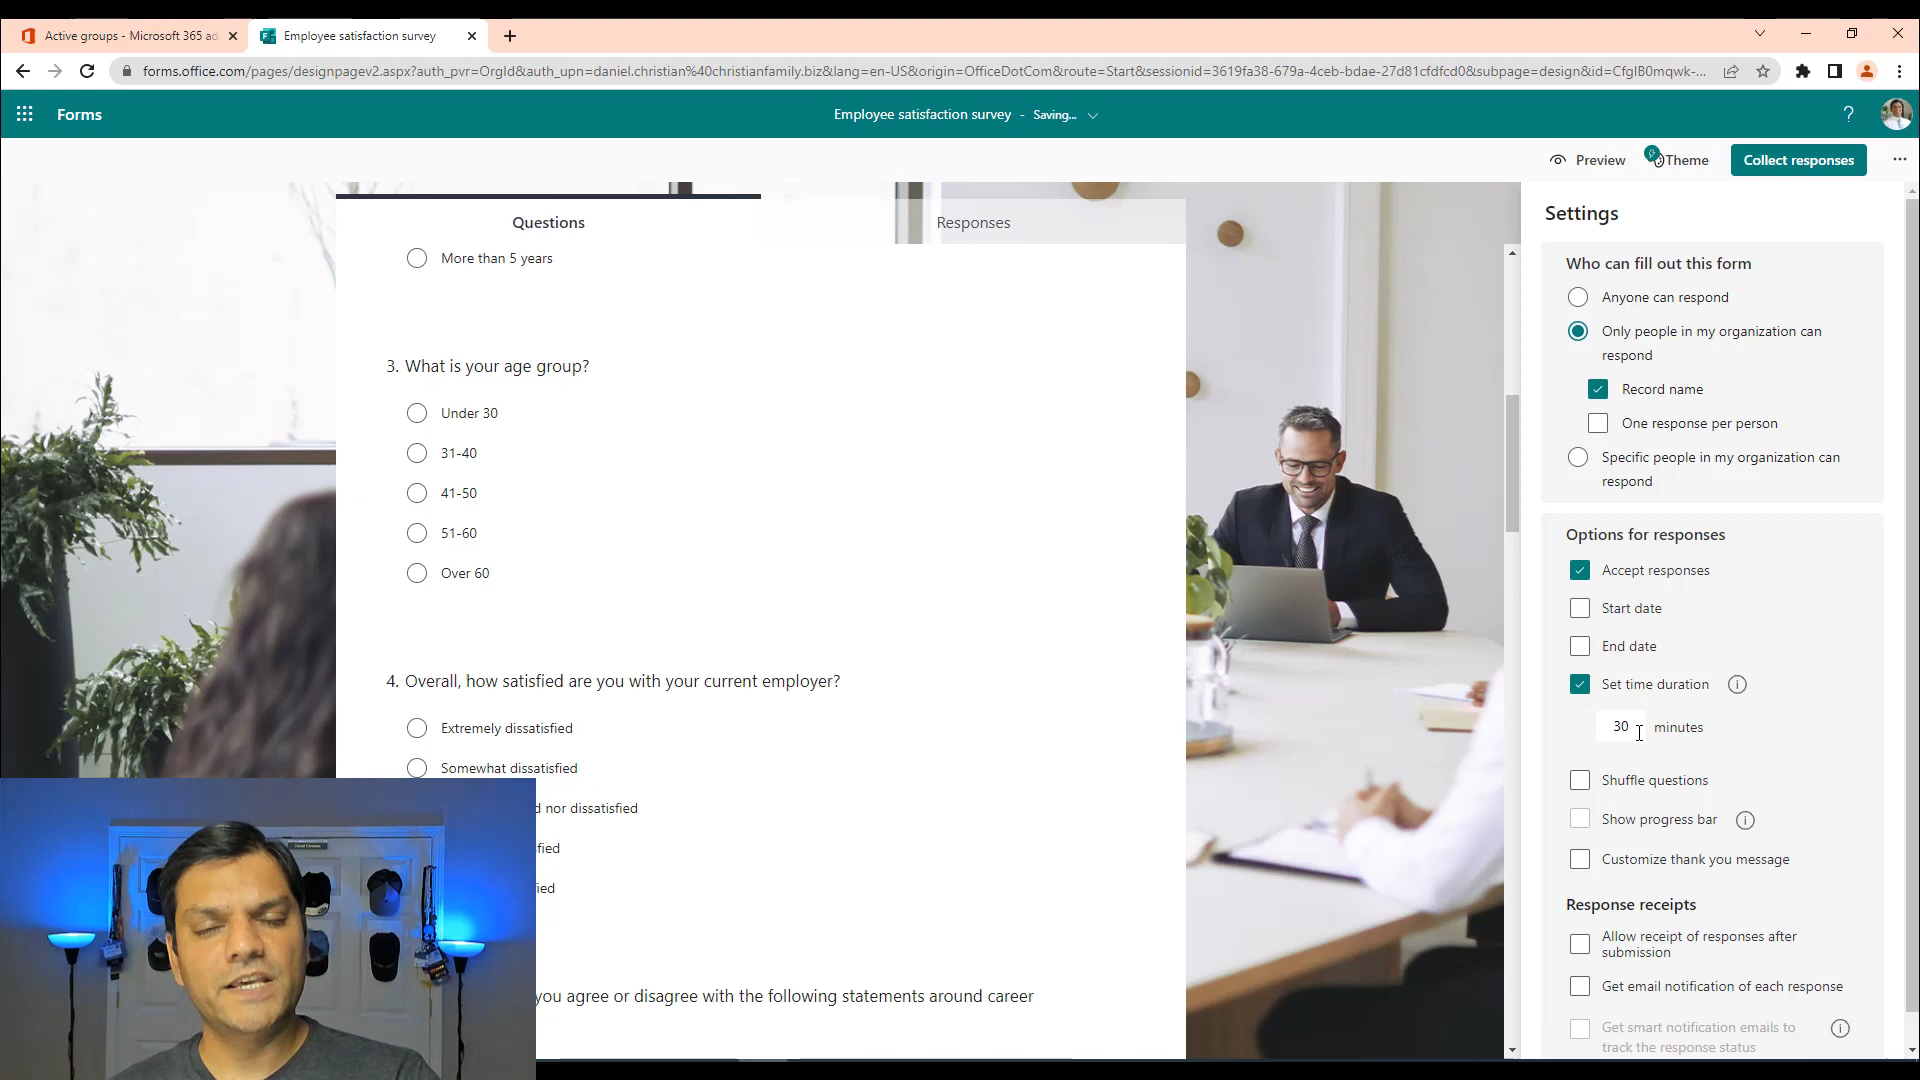 Active groups - Microsoft 365 ad
Employee satisfaction survey
forms.office.com/pages/designpagev2.aspx?auth_pvr=OrgId&auth_upn=daniel.christian%40christianfamily.biz&lang=en-US&origin=OfficeDotCom&route=Start&sessionid=3619fa38-679a-4ceb-bdae-27d81cfdfcd0&subpage=design&id=CfglB0mqwk-...
Forms
Employee satisfaction survey - Saving...
?
Preview
Theme
Collect responses
Questions
Responses
More than 5 years
3. What is your age group?
Under 30
31-40
41-50
51-60
Over 60
4. Overall, how satisfied are you with your current employer?
Extremely dissatisfied
Somewhat dissatisfied
d nor dissatisfied
fied
ied
you agree or disagree with the following statements around career
Settings
Who can fill out this form
Anyone can respond
Only people in my organization can
respond
Record name
One response per person
Specific people in my organization can
respond
Options for responses
Accept responses
Start date
End date
Set time duration
30 minutes
Shuffle questions
Show progress bar
Customize thank you message
Response receipts
Allow receipt of responses after
submission
Get email notification of each response
Get smart notification emails to
track the response status